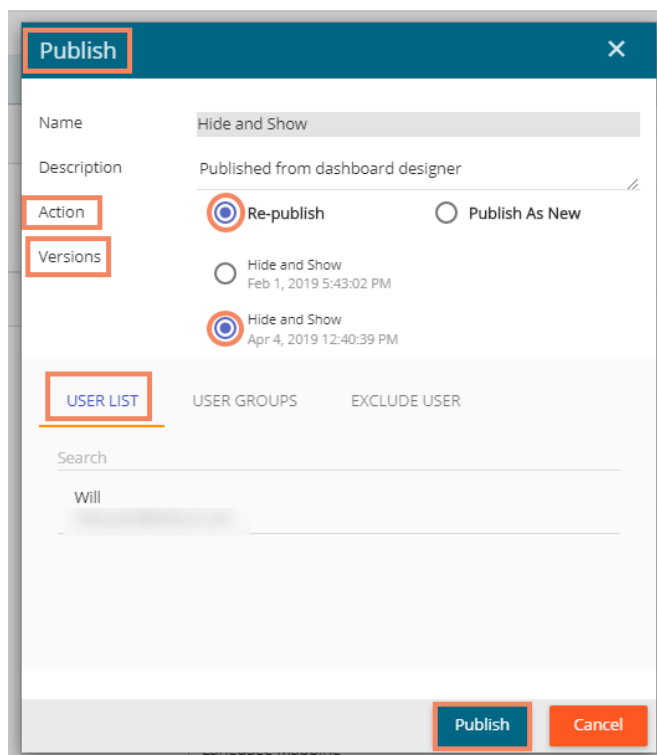 Publish
Name Hide and Show
Description Published from dashboard designer
Action Re-publish Publish As New
Versions
Hide and Show
Feb 1, 2019 5:43:02 PM
Hide and Show
Apr 4, 2019 12:40:39 PM
USER LIST USER GROUPS EXCLUDE USER
Search
Will
Publish Cancel